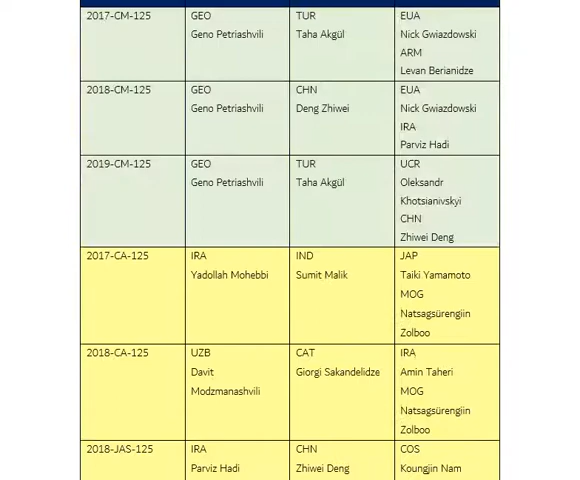 2017-CM-125
GEO
Geno Petriashvili
TUR
Taha Akgül
EUA
Nick Gwiazdowski
ARM
Levan Berianidze
2018-CM-125
GEO
Geno Petriashvili
CHN
Deng Zhiwei
EUA
Nick Gwiazdowski
IRA
Parviz Hadi
2019-CM-125
GEO
Geno Petriashvili
TUR
Taha Akgül
UCR
Oleksandr
Khotsianivskyi
CHN
Zhiwei Deng
2017-CA-125
IRA
Yadollah Mohebbi
IND
Sumit Malik
JAP
Taiki Yamamoto
MOG
Natsagsürengiin
Zolboo
2018-CA-125
UZB
Davit
Modzmanashvili
CAT
Giorgi Sakandelidze
IRA
Amin Taheri
MOG
Natsagsürengiin
Zolboo
2018-JAS-125
IRA
Parviz Hadi
CHN
Zhiwei Deng
COS
Koungjin Nam